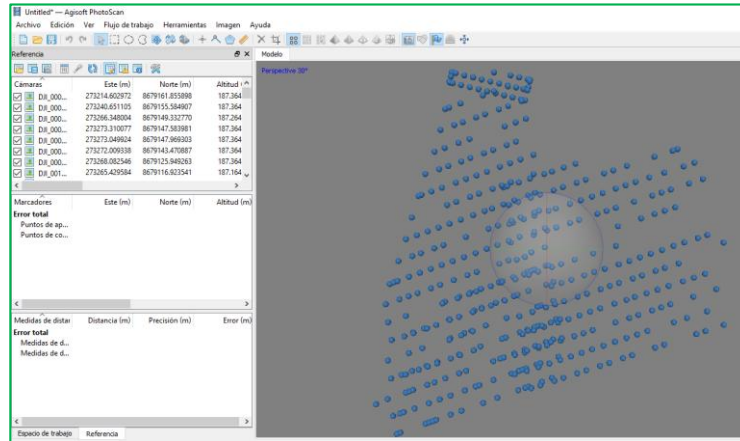 Untitled* — Agisoft PhotoScan
Archivo Edición Ver Flujo de trabajo Herramientas Imagen Ayuda
Referencia
Modelo
Perspective 30°
Cámaras Este (m) Norte (m) Altitud (
DJI_000... 273214.602972 8679161.855898 187.364
DJI_000... 273240.651105 8679155.584907 187.264
DJI_000... 273266.348004 8679149.332770 187.264
DJI_000... 273273.310077 8679147.583981 187.364
DJI_000... 273273.049924 8679147.969303 187.364
DJI_000... 273272.009338 8679143.470887 187.364
DJI_000... 273268.082546 8679125.949263 187.364
DJI_001... 273265.429584 8679116.923541 187.164
Marcadores Este (m) Norte (m) Altitud (m)
Error total
Puntos de ap...
Puntos de co...
Medidas de distar Distancia (m) Precisión (m) Error (m)
Error total
Medidas de d...
Medidas de d...
Espacio de trabajo Referencia